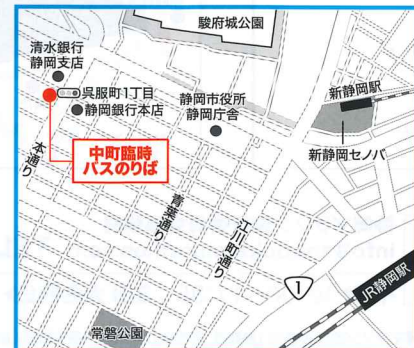 駿府城公園
清水銀行
静岡支店
呉服町1丁目
静岡銀行本店
静岡市役所
静岡庁舎
新静岡駅
新静岡セノバ
本通り
中町臨時
バスのりば
青葉通り
江川町通り
1
JR静岡駅
常磐公園